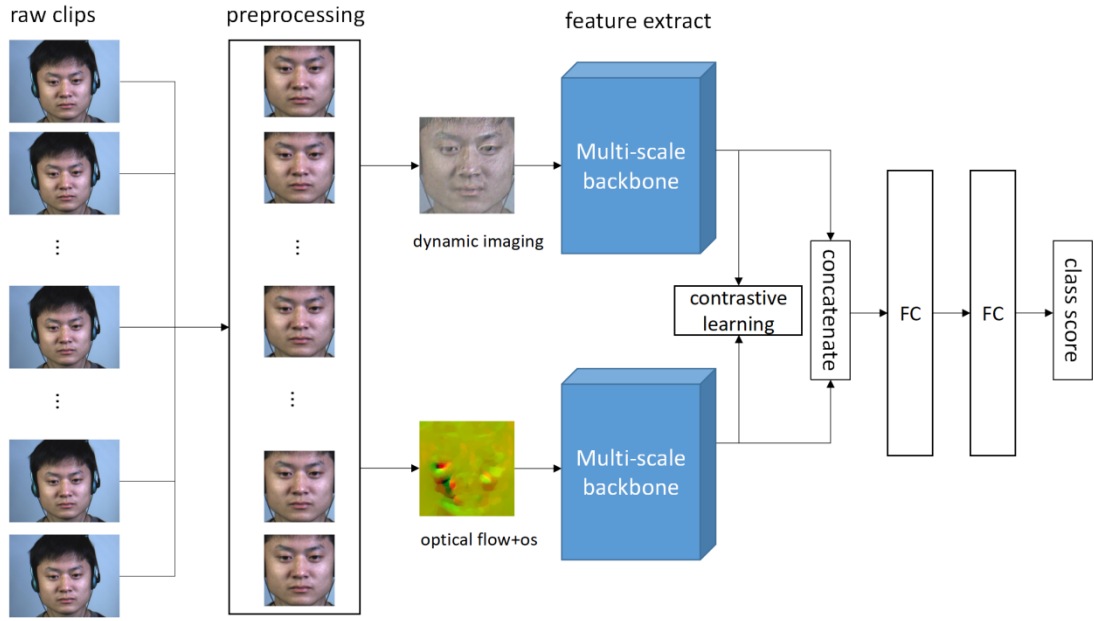 raw clips
preprocessing
feature extract
Multi-scale
backbone
dynamic imaging
contrastive
learning
concatenate
FC
FC
class score
Multi-scale
backbone
optical flow+os